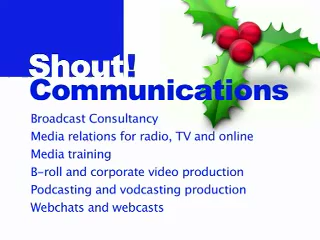 Shout!
Communications
Broadcast Consultancy
Media relations for radio, TV and online
Media training
B-roll and corporate video production
Podcasting and vodcasting production
Webchats and webcasts